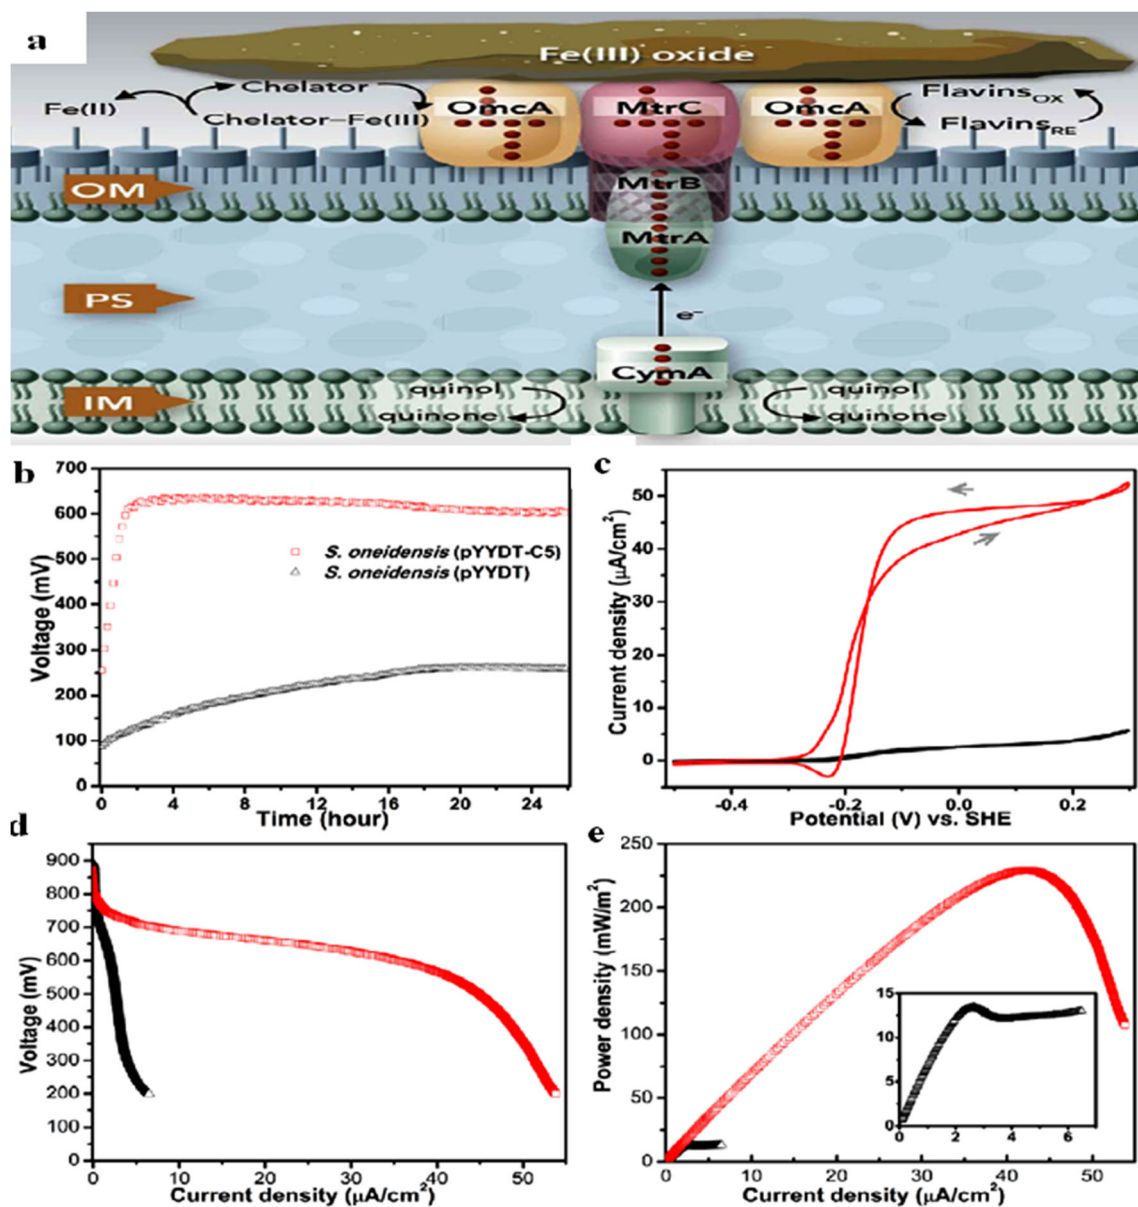 a
Fe(III) oxide
Chelator
Fe(II)
Chelator–Fe(III)
OmcA
MtrC
OmcA
Flavins_OX
Flavins_RE
OM
MtrB
MtrA
PS
e⁻
CymA
IM
quinol
quinone
quinol
quinone
b
700
600
500
400
300
200
100
0
Voltage (mV)
S. oneidensis (pYYDT-C5)
S. oneidensis (pYYDT)
0 4 8 12 16 20 24
Time (hour)
c
50
40
30
20
10
0
Current density (µA/cm²)
-0.4 -0.2 0.0 0.2
Potential (V) vs. SHE
d
900
800
700
600
500
400
300
200
100
0
Voltage (mV)
0 10 20 30 40 50
Current density (µA/cm²)
e
250
200
150
100
50
0
Power density (mW/m²)
15
10
5
0
0 2 4 6
0 10 20 30 40 50
Current density (µA/cm²)